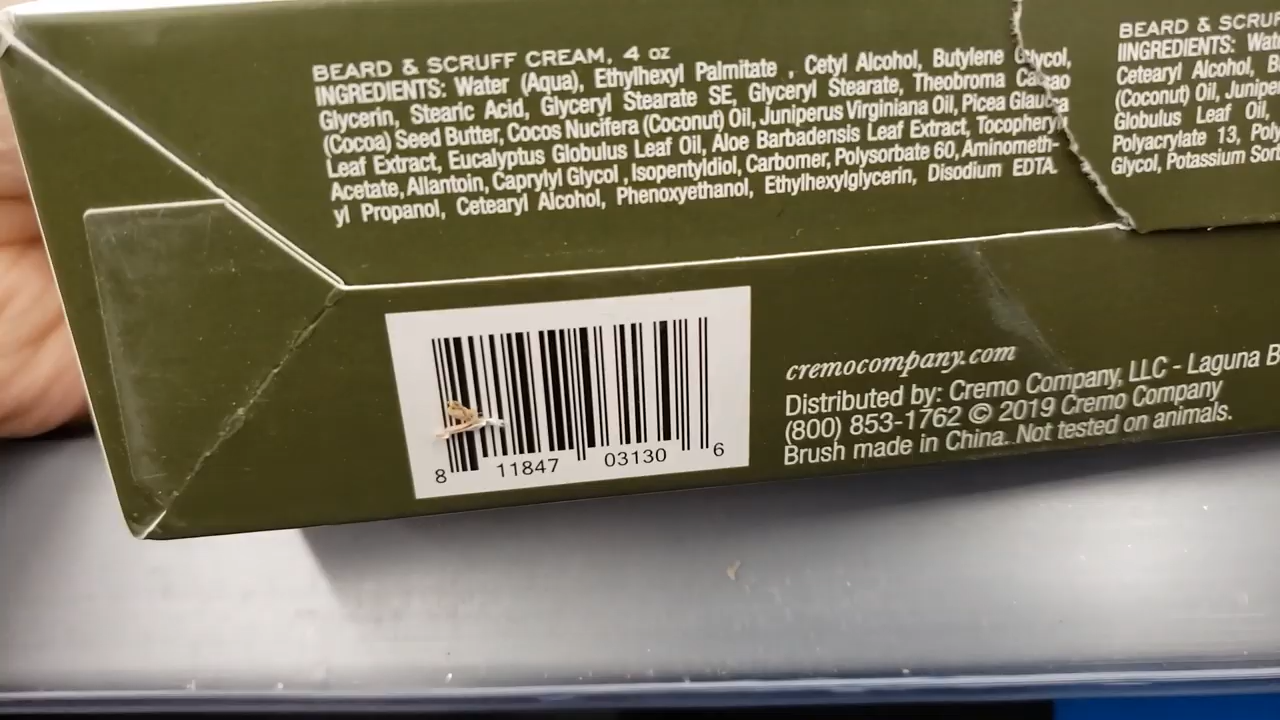 BEARD & SCRUFF CREAM, 4 oz
INGREDIENTS: Water (Aqua), Ethylhexyl Palmitate , Cetyl Alcohol, Butylene Glycol,
Glycerin, Stearic Acid, Glyceryl Stearate SE, Glyceryl Stearate, Theobroma Cacao
(Cocoa) Seed Butter, Cocos Nucifera (Coconut) Oil, Juniperus Virginiana Oil, Picea Glauca
Leaf Extract, Eucalyptus Globulus Leaf Oil, Aloe Barbadensis Leaf Extract, Tocopheryl
Acetate, Allantoin, Caprylyl Glycol , Isopentyldiol, Carbomer, Polysorbate 60, Aminometh-
yl Propanol, Cetearyl Alcohol, Phenoxyethanol, Ethylhexylglycerin, Disodium EDTA.
BEARD & SCRUF
IINGREDIENTS: Wat
Cetearyl Alcohol, B
(Coconut) Oil, Junipe
Globulus Leaf Oil,
Polyacrylate 13, Poly
Glycol, Potassium Sor
8 11847 03130 6
cremocompany.com
Distributed by: Cremo Company, LLC - Laguna B
(800) 853-1762 © 2019 Cremo Company
Brush made in China. Not tested on animals.